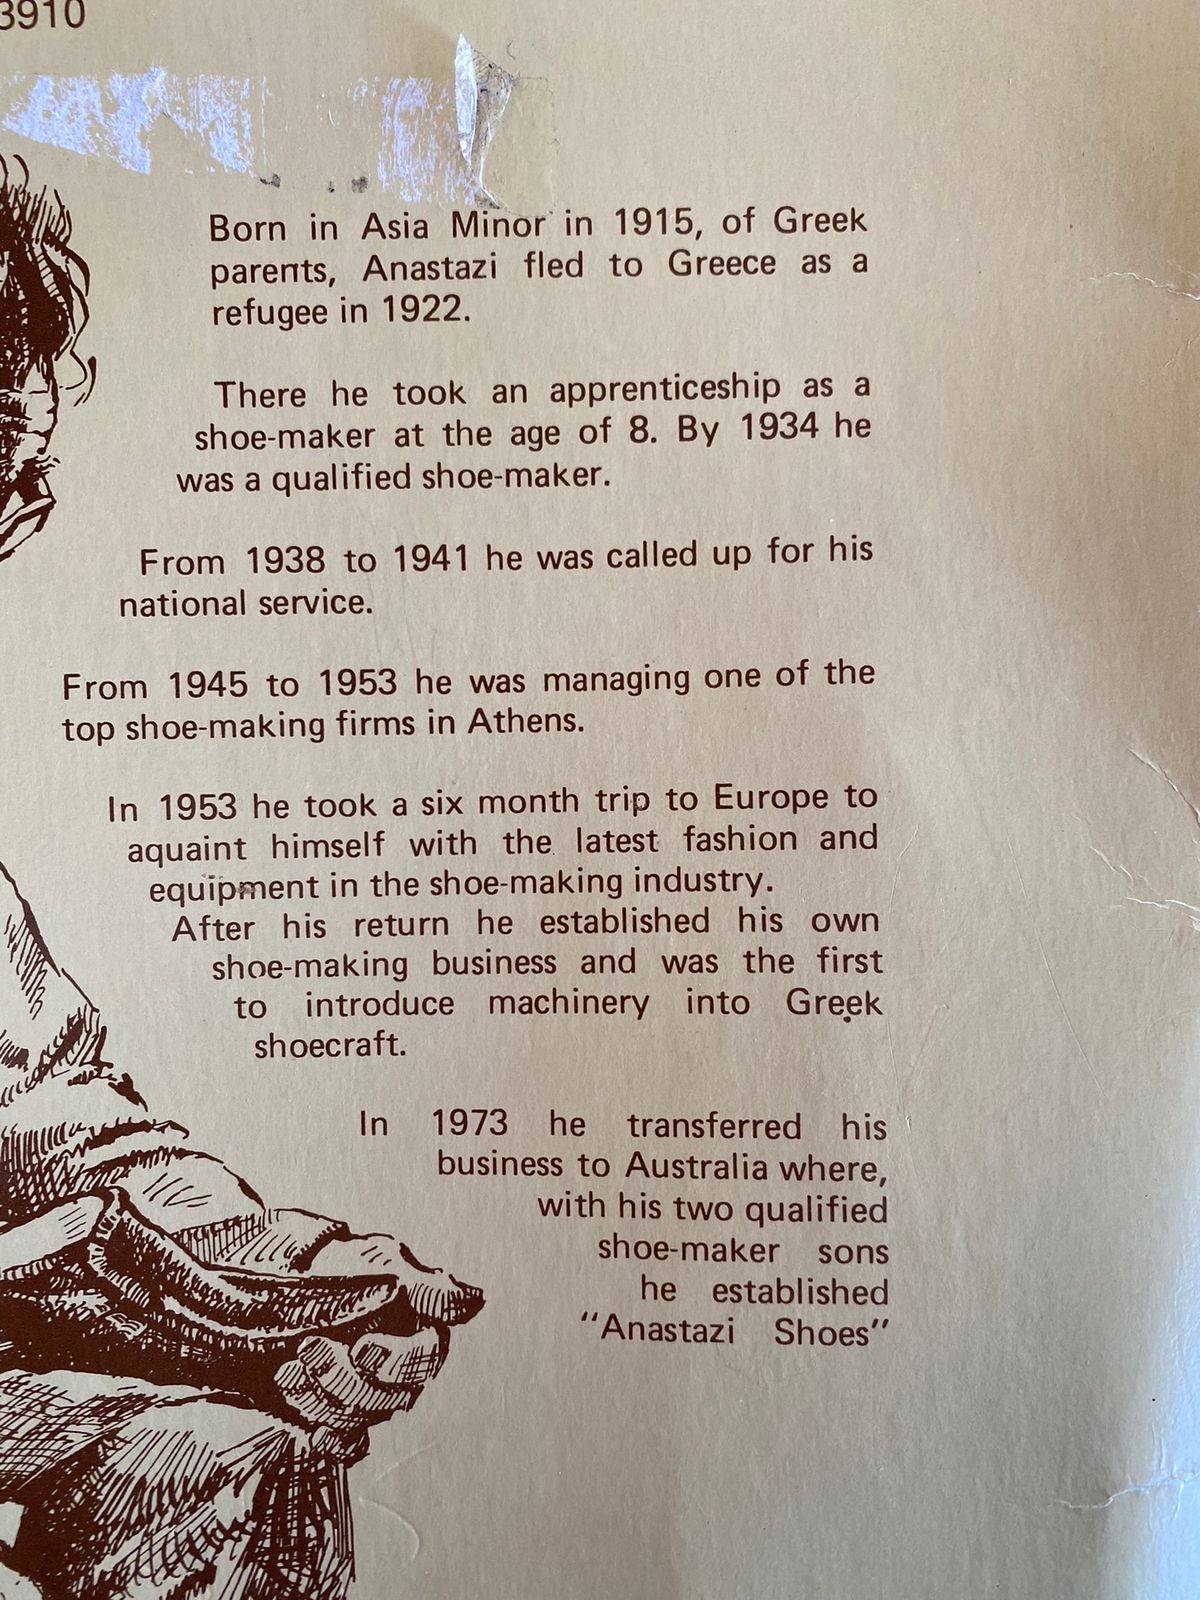 3910
Born in Asia Minor in 1915, of Greek
parents, Anastazi fled to Greece as a
refugee in 1922.
There he took an apprenticeship as a
shoe-maker at the age of 8. By 1934 he
was a qualified shoe-maker.
From 1938 to 1941 he was called up for his
national service.
From 1945 to 1953 he was managing one of the
top shoe-making firms in Athens.
In 1953 he took a six month trip to Europe to
aquaint himself with the latest fashion and
equipment in the shoe-making industry.
After his return he established his own
shoe-making business and was the first
to introduce machinery into Greek
shoecraft.
In 1973 he transferred his
business to Australia where,
with his two qualified
shoe-maker sons
he established
"Anastazi Shoes"